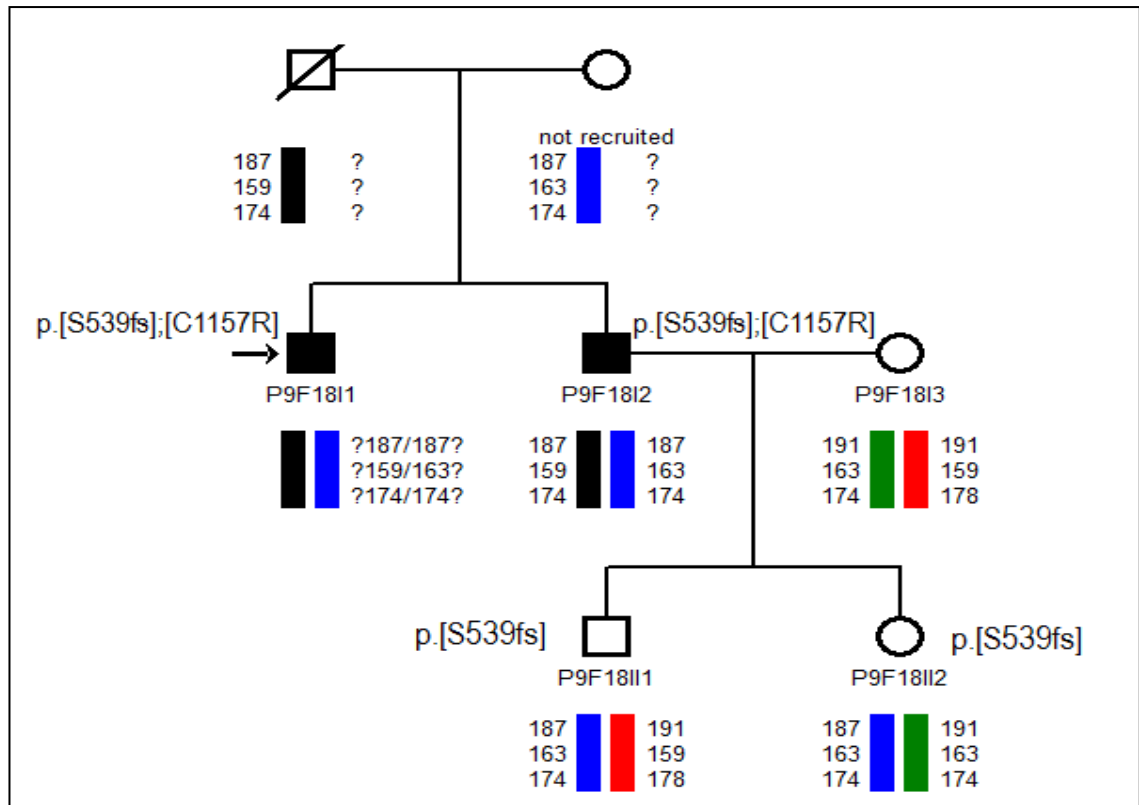 not recruited
187 ? 187 ?
159 ? 163 ?
174 ? 174 ?
p.[S539fs];[C1157R] p.[S539fs];[C1157R]
P9F18I1 P9F18I2 P9F18I3
?187/187? 187 187 191 191
?159/163? 159 163 163 159
?174/174? 174 174 174 178
p.[S539fs] p.[S539fs]
P9F18II1 P9F18II2
187 191 187 191
163 159 163 163
174 178 174 174